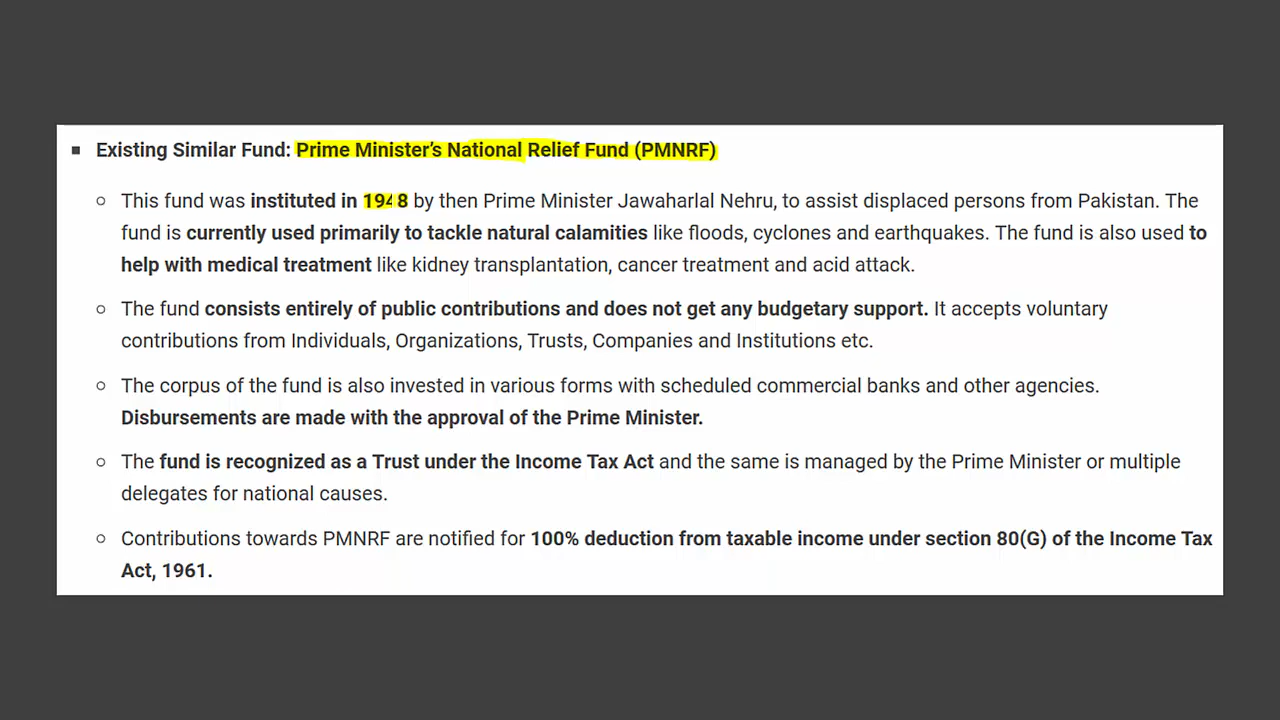 Existing Similar Fund: Prime Minister's National Relief Fund (PMNRF)
This fund was instituted in 1948 by then Prime Minister Jawaharlal Nehru, to assist displaced persons from Pakistan. The
fund is currently used primarily to tackle natural calamities like floods, cyclones and earthquakes. The fund is also used to
help with medical treatment like kidney transplantation, cancer treatment and acid attack.
The fund consists entirely of public contributions and does not get any budgetary support. It accepts voluntary
contributions from Individuals, Organizations, Trusts, Companies and Institutions etc.
The corpus of the fund is also invested in various forms with scheduled commercial banks and other agencies.
Disbursements are made with the approval of the Prime Minister.
The fund is recognized as a Trust under the Income Tax Act and the same is managed by the Prime Minister or multiple
delegates for national causes.
Contributions towards PMNRF are notified for 100% deduction from taxable income under section 80(G) of the Income Tax
Act, 1961.